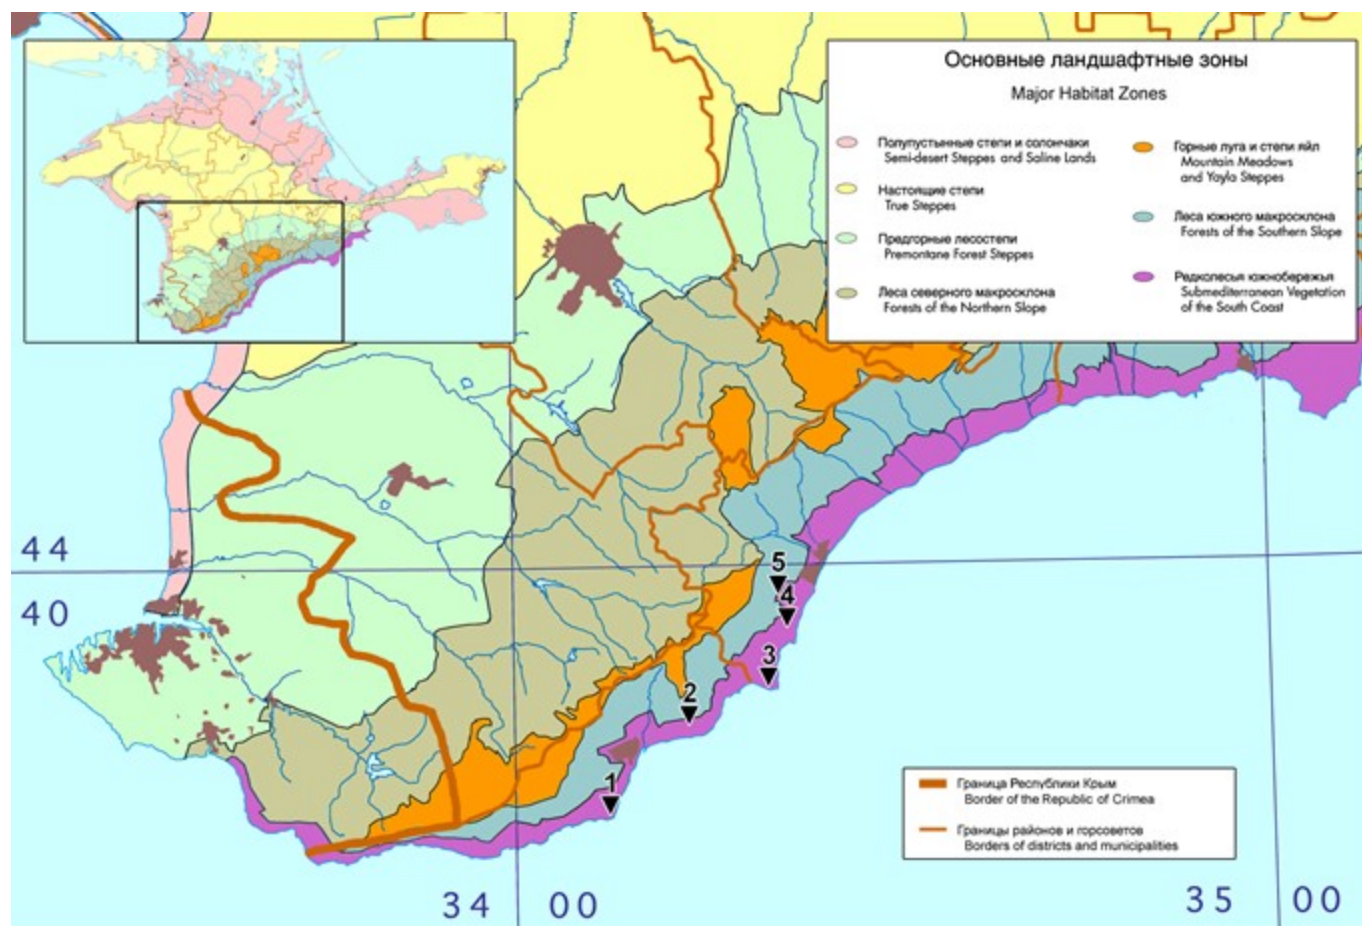 Основные ландшафтные зоны
Major Habitat Zones
Полупустынные степи и солончаки
Semi-desert Steppes and Saline Lands
Настоящие степи
True Steppes
Предгорные лесостепи
Premontane Forest Steppes
Леса северного макросклона
Forests of the Northern Slope
Горные луга и степи яйл
Mountain Meadows
and Yayla Steppes
Леса южного макросклона
Forests of the Southern Slope
Редколесья южнобережья
Submediterranean Vegetation
of the South Coast
44
40
5
4
3
2
1
Граница Республики Крым
Border of the Republic of Crimea
Границы районов и горсоветов
Borders of districts and municipalities
34 00
35 00